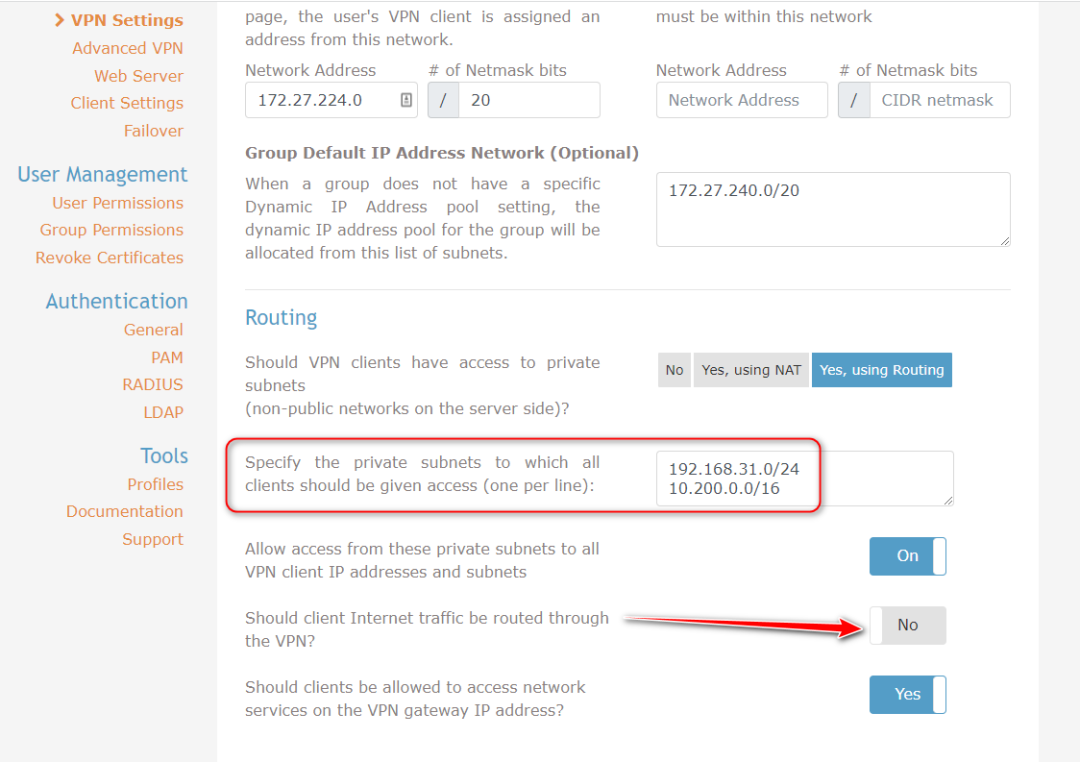 VPN Settings
Advanced VPN
Web Server
Client Settings
Failover
User Management
User Permissions
Group Permissions
Revoke Certificates
Authentication
General
PAM
RADIUS
LDAP
Tools
Profiles
Documentation
Support
page, the user's VPN client is assigned an
address from this network.
must be within this network
Network Address
# of Netmask bits
172.27.224.0
/
20
Network Address
# of Netmask bits
Network Address
/
CIDR netmask
Group Default IP Address Network (Optional)
When a group does not have a specific
Dynamic IP Address pool setting, the
dynamic IP address pool for the group will be
allocated from this list of subnets.
172.27.240.0/20
Routing
Should VPN clients have access to private
subnets
(non-public networks on the server side)?
No
Yes, using NAT
Yes, using Routing
Specify the private subnets to which all
clients should be given access (one per line):
192.168.31.0/24
10.200.0.0/16
Allow access from these private subnets to all
VPN client IP addresses and subnets
On
Should client Internet traffic be routed through
the VPN?
No
Should clients be allowed to access network
services on the VPN gateway IP address?
Yes